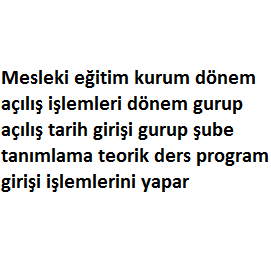 Mesleki eğitim kurum dönem
açılış işlemleri dönem gurup
açılış tarih girişi gurup şube
tanımlama teorik ders program
girişi işlemlerini yapar